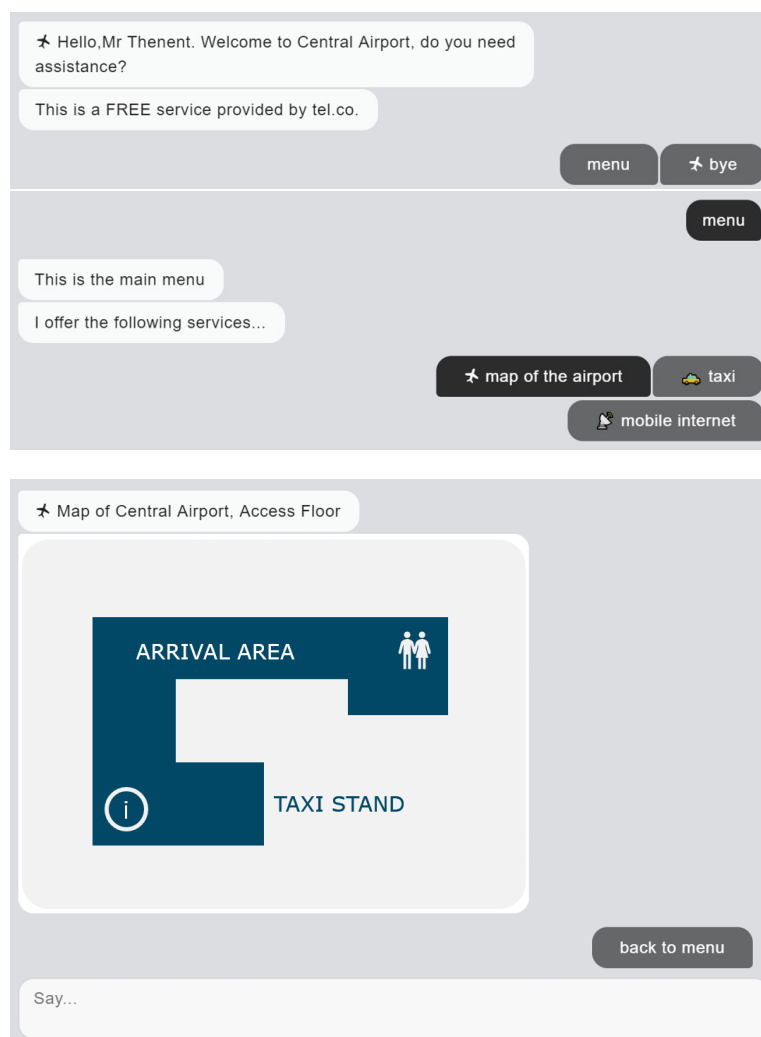 Hello,Mr Thenent. Welcome to Central Airport, do you need
assistance?
This is a FREE service provided by tel.co.
menu
bye
menu
This is the main menu
I offer the following services...
map of the airport
taxi
mobile internet
Map of Central Airport, Access Floor
ARRIVAL AREA
i
TAXI STAND
back to menu
Say...